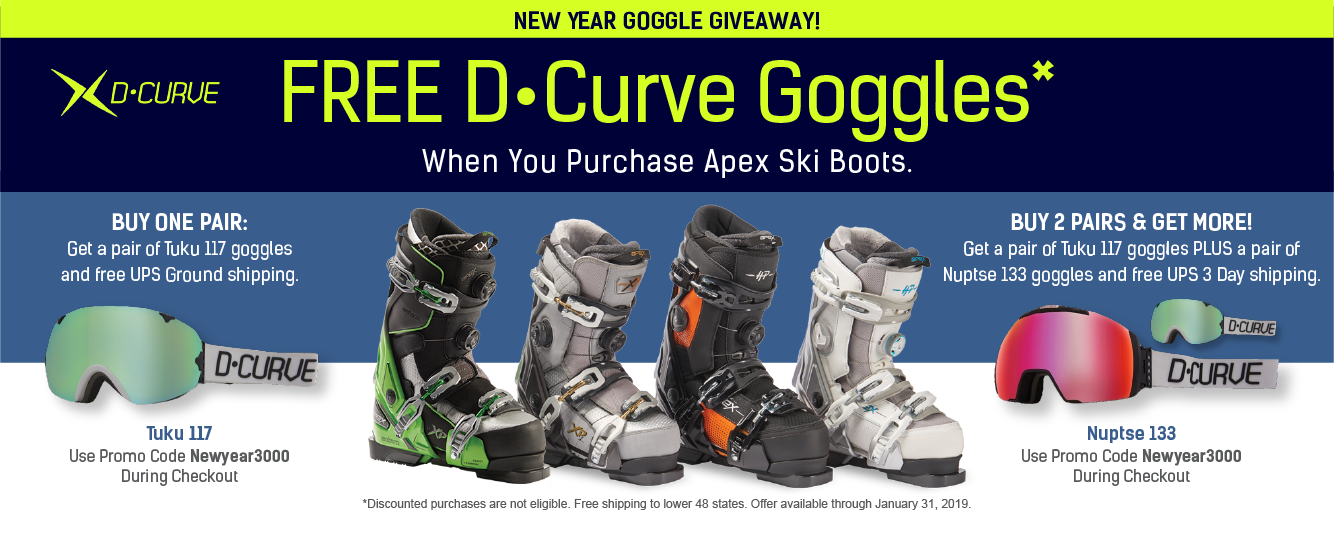 NEW YEAR GOGGLE GIVEAWAY!
D•CURVE
FREE D•Curve Goggles*
When You Purchase Apex Ski Boots.
BUY ONE PAIR:
Get a pair of Tuku 117 goggles
and free UPS Ground shipping.
D•CURVE
Tuku 117
Use Promo Code Newyear3000
During Checkout
XP
XP
HP
HP
BUY 2 PAIRS & GET MORE!
Get a pair of Tuku 117 goggles PLUS a pair of
Nuptse 133 goggles and free UPS 3 Day shipping.
D•CURVE
D•CURVE
Nuptse 133
Use Promo Code Newyear3000
During Checkout
*Discounted purchases are not eligible. Free shipping to lower 48 states. Offer available through January 31, 2019.